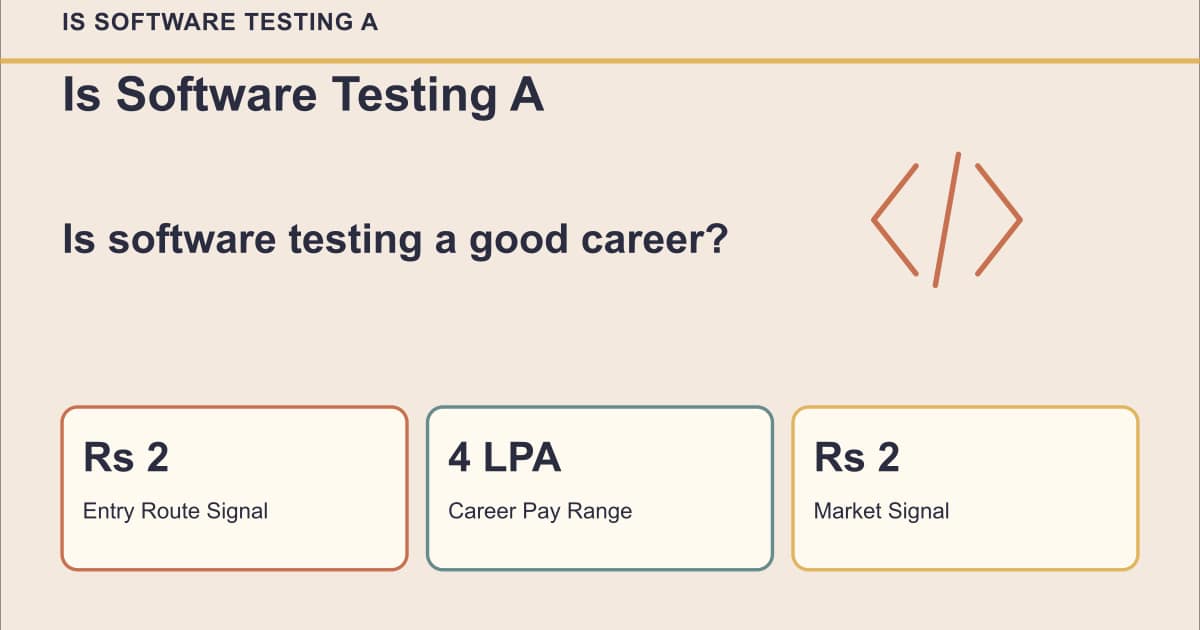 IS SOFTWARE TESTING A
Is Software Testing A
Is software testing a good career?
Rs 2
Entry Route Signal
4 LPA
Career Pay Range
Rs 2
Market Signal